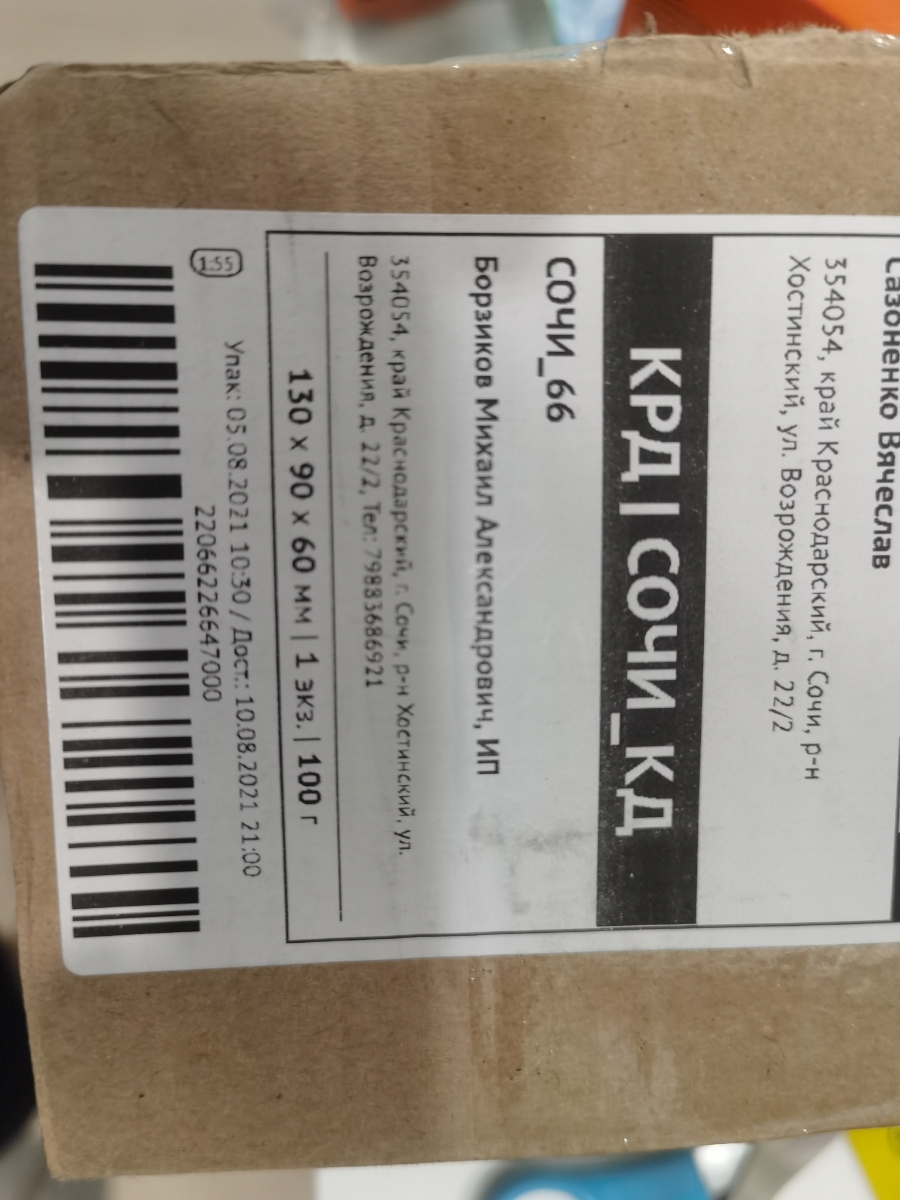 Сазоненко Вячеслав
354054, край Краснодарский, г. Сочи, р-н
Хостинский, ул. Возрождения, д. 22/2
КРД | СОЧИ_КД
СОЧИ_66
Борзиков Михаил Александрович, ИП
354054, край Краснодарский, г. Сочи, р-н Хостинский, ул.
Возрождения, д. 22/2, Тел: 79883686921
130 x 90 x 60 мм | 1 экз. | 100 г
Упак: 05.08.2021 10:30 / Дост.: 10.08.2021 21:00
1:55
22066226647000